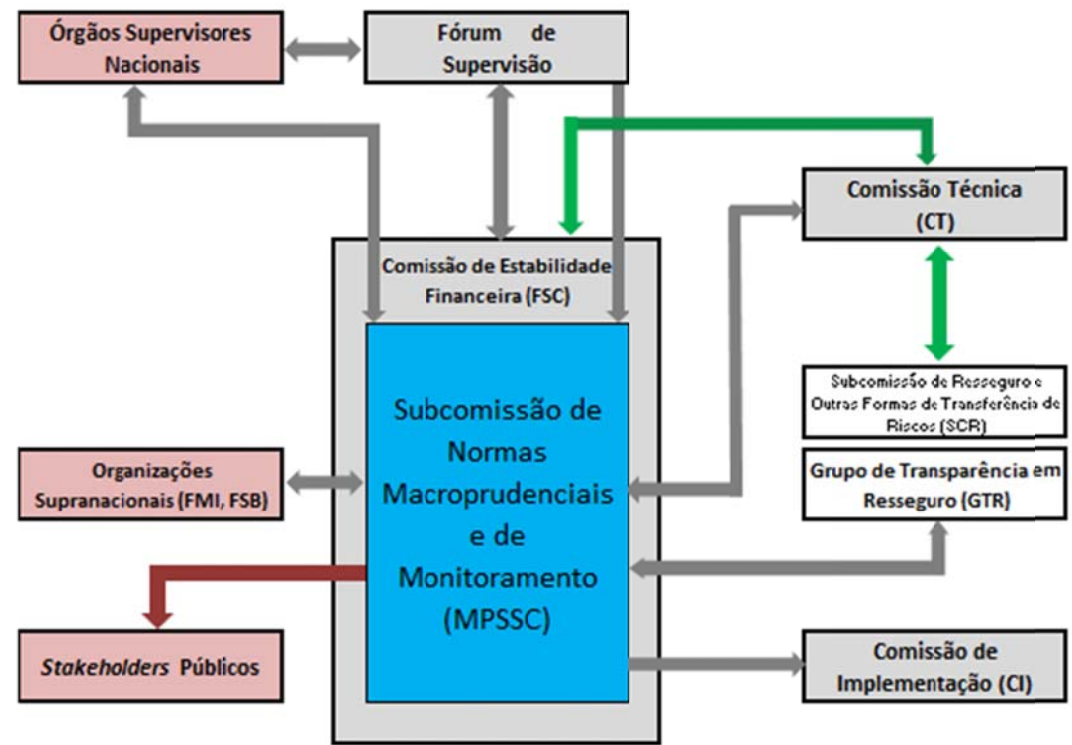 Órgãos Supervisores
Nacionais
Fórum de
Supervisão
Comissão Técnica
(CT)
Comissão de Estabilidade
Financeira (FSC)
Subcomissão de
Normas
Macroprudenciais
e de
Monitoramento
(MPSSC)
Subcomissão de Resseguro e
Outras Formas de Transferência de
Riscos (SCR)
Grupo de Transparência em
Resseguro (GTR)
Organizações
Supranacionais (FMI, FSB)
Stakeholders Públicos
Comissão de
Implementação (CI)